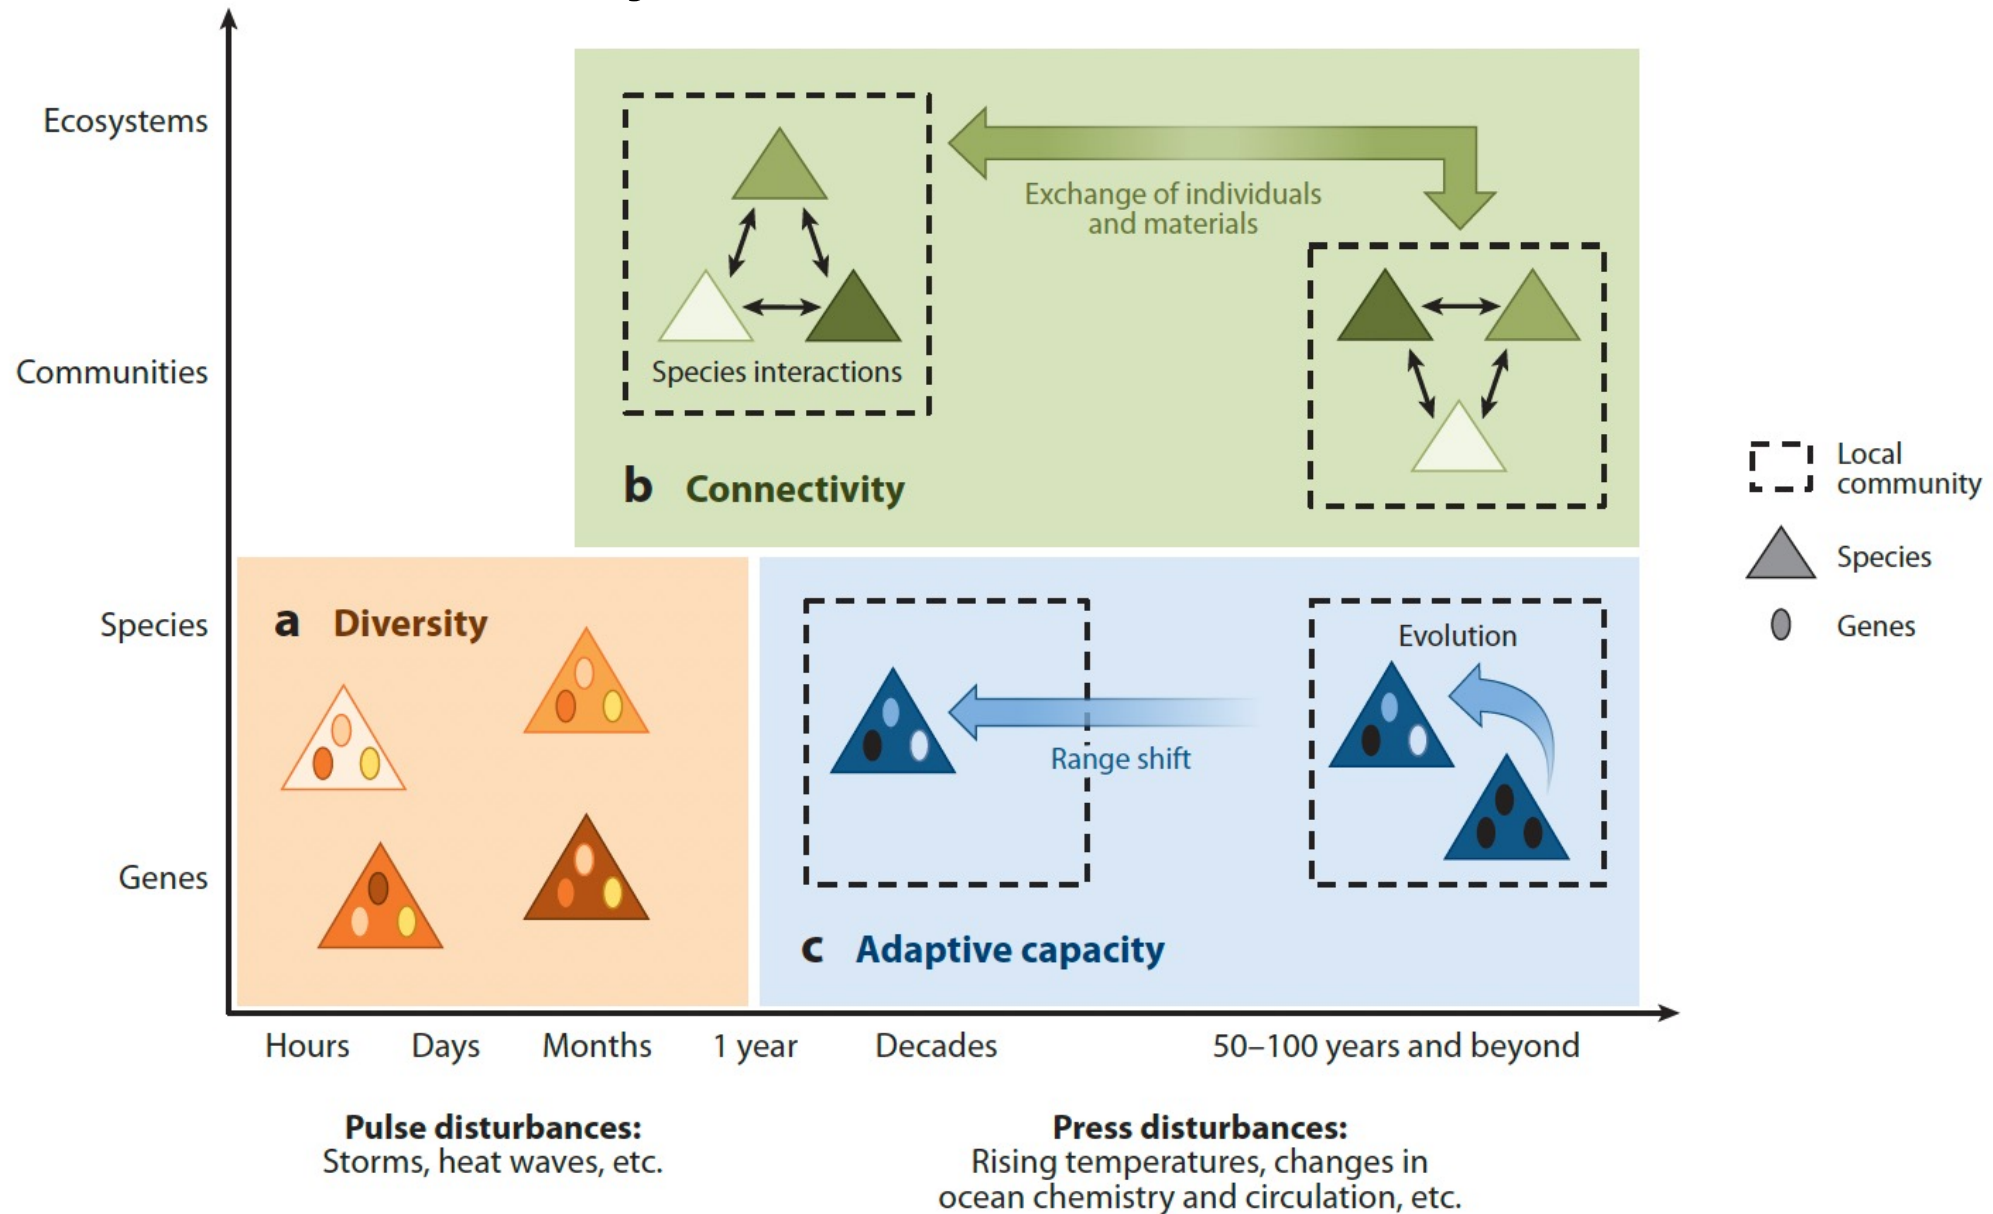 Ecosystems
Communities
Species
Genes
Exchange of individuals
and materials
Species interactions
b Connectivity
a Diversity
Evolution
Range shift
c Adaptive capacity
Local
community
Species
Genes
Hours Days Months 1 year Decades 50–100 years and beyond
Pulse disturbances:
Storms, heat waves, etc.
Press disturbances:
Rising temperatures, changes in
ocean chemistry and circulation, etc.